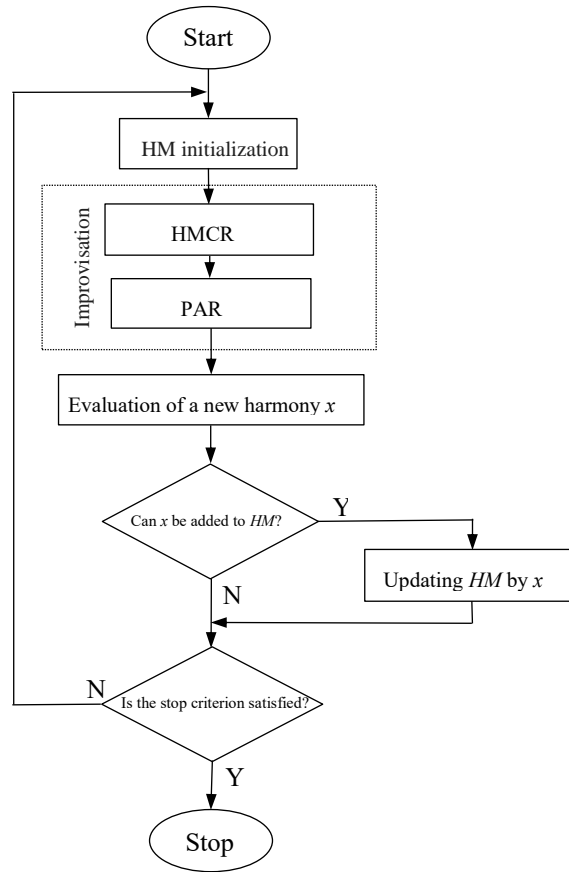 Start
HM initialization
Improvisation
HMCR
PAR
Evaluation of a new harmony x
Can x be added to HM?
Y
Updating HM by x
N
N
Is the stop criterion satisfied?
Y
Stop